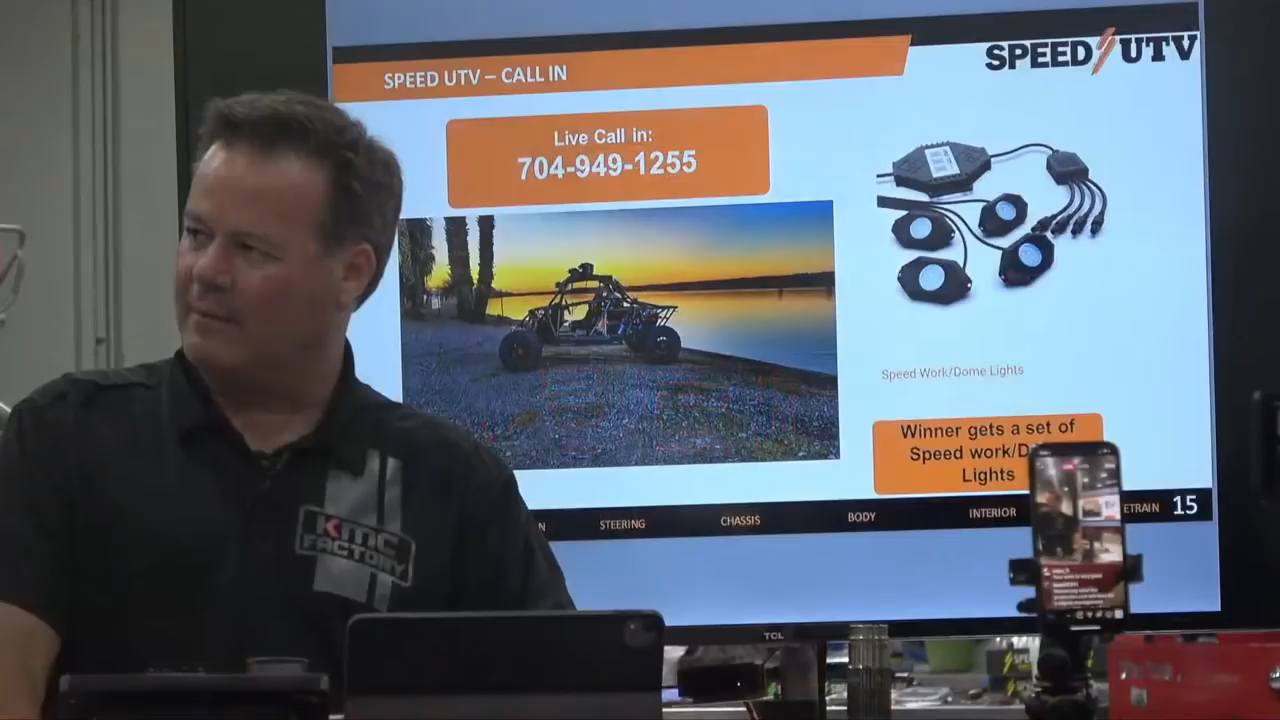 SPEED UTV
SPEED UTV – CALL IN
Live Call in:
704-949-1255
Speed Work/Dome Lights
Winner gets a set of
Speed work/D
Lights
N STEERING CHASSIS BODY INTERIOR ETRAIN 15
KMC
FACTORY
TCL